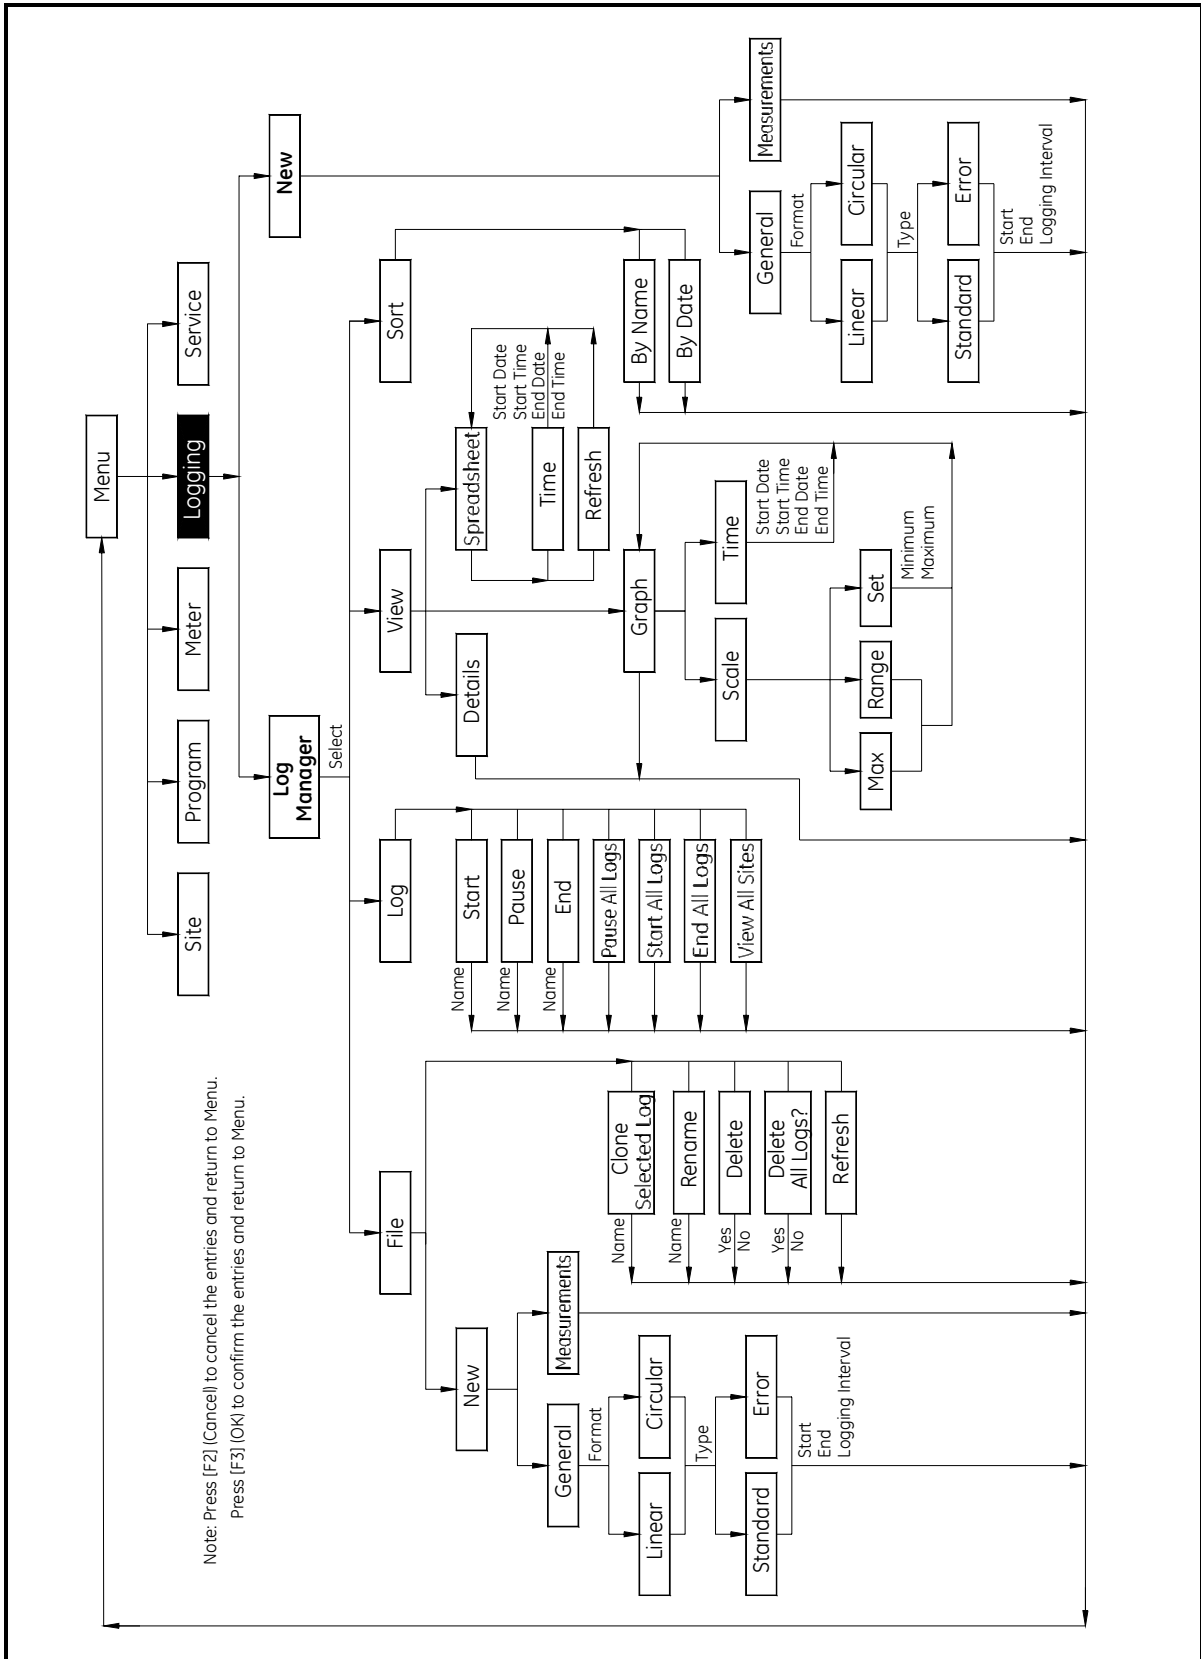 Menu
Site
Program
Meter
Logging
Service
Log
Manager
New
Select
File
Log
View
Sort
New
General
Measurements
Format
Linear
Circular
Type
Standard
Error
Start
End
Logging Interval
Clone
Selected Log
Name
Rename
Name
Delete
Yes
No
Delete
All Logs?
Yes
No
Refresh
Start
Name
Pause
Name
End
Name
Pause All Logs
Start All Logs
End All Logs
View All Sites
Details
Spreadsheet
Time
Start Date
Start Time
End Date
End Time
Refresh
Graph
Scale
Time
Start Date
Start Time
End Date
End Time
Max
Range
Set
Minimum
Maximum
By Name
By Date
General
Measurements
Format
Linear
Circular
Type
Standard
Error
Start
End
Logging Interval
Note: Press [F2] (Cancel) to cancel the entries and return to Menu.
Press [F3] (OK) to confirm the entries and return to Menu.